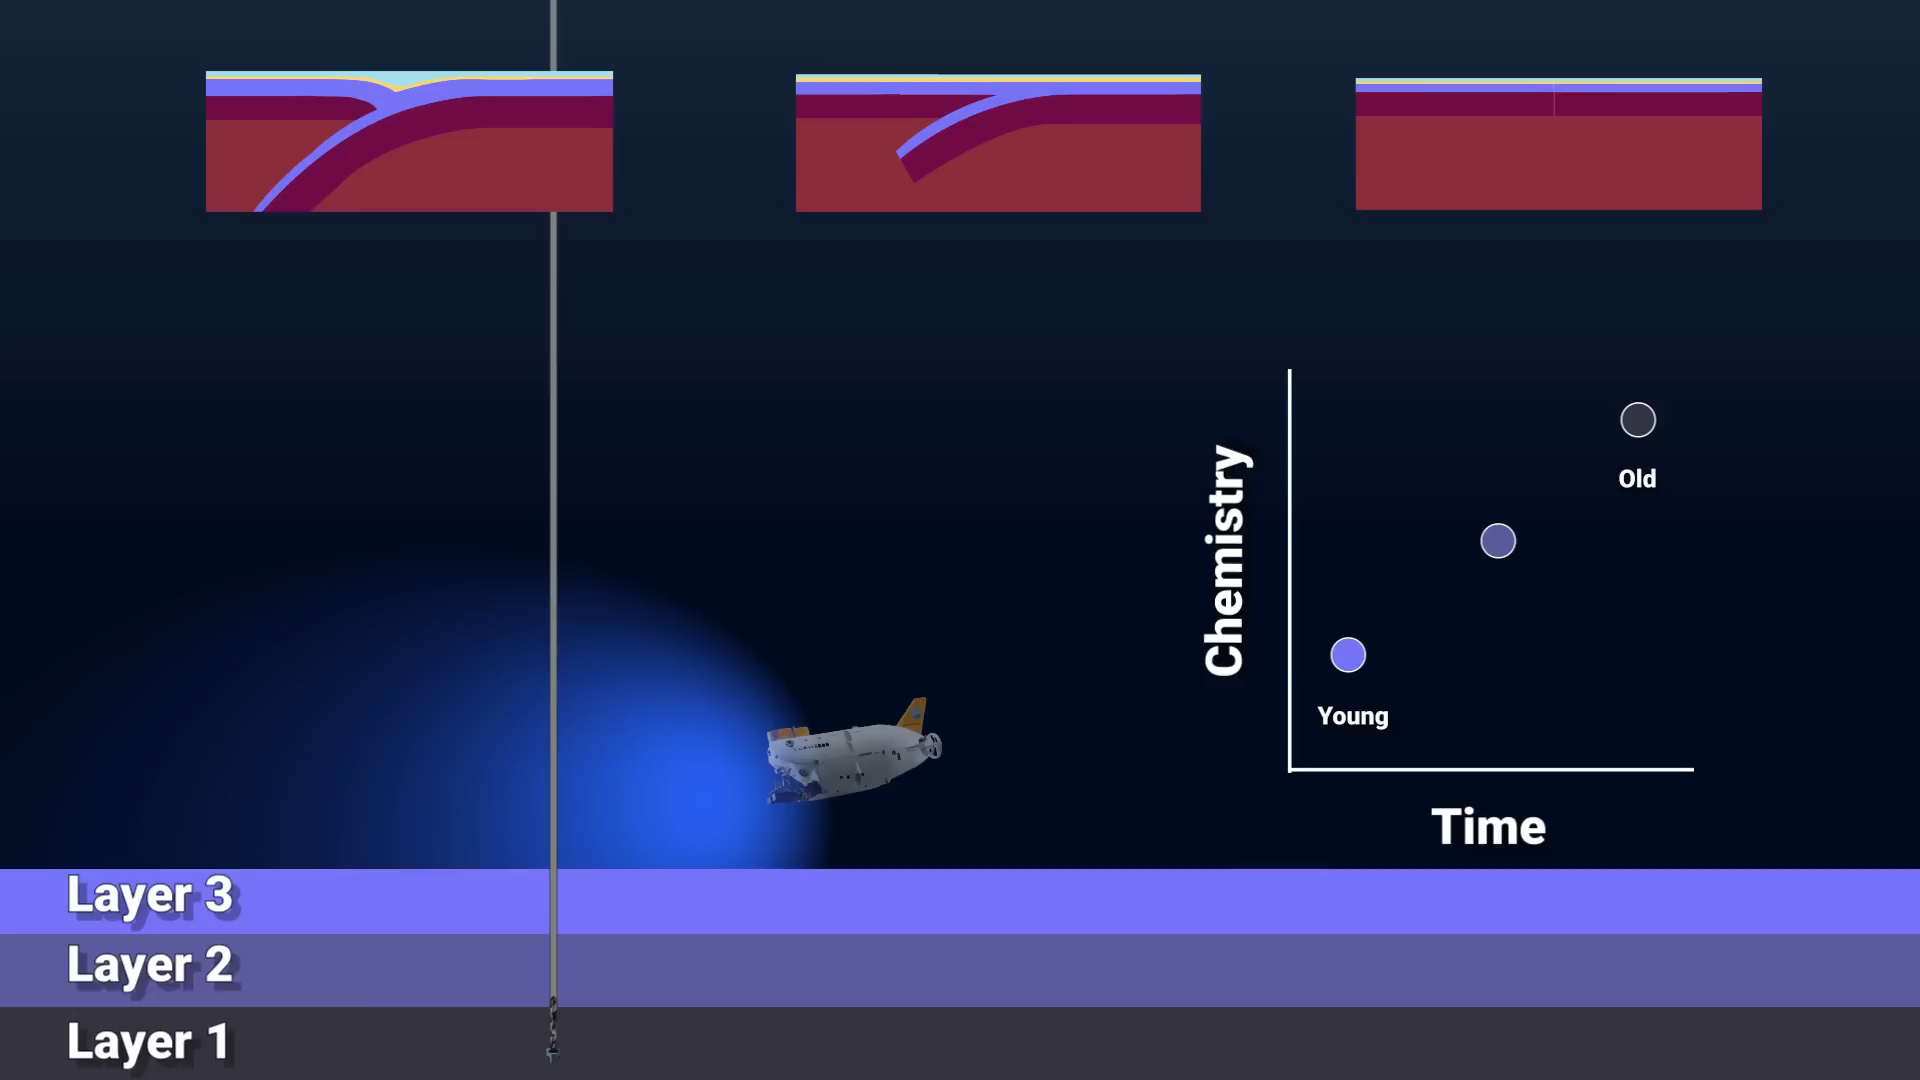 Chemistry
Old
Young
Time
Layer 3
Layer 2
Layer 1